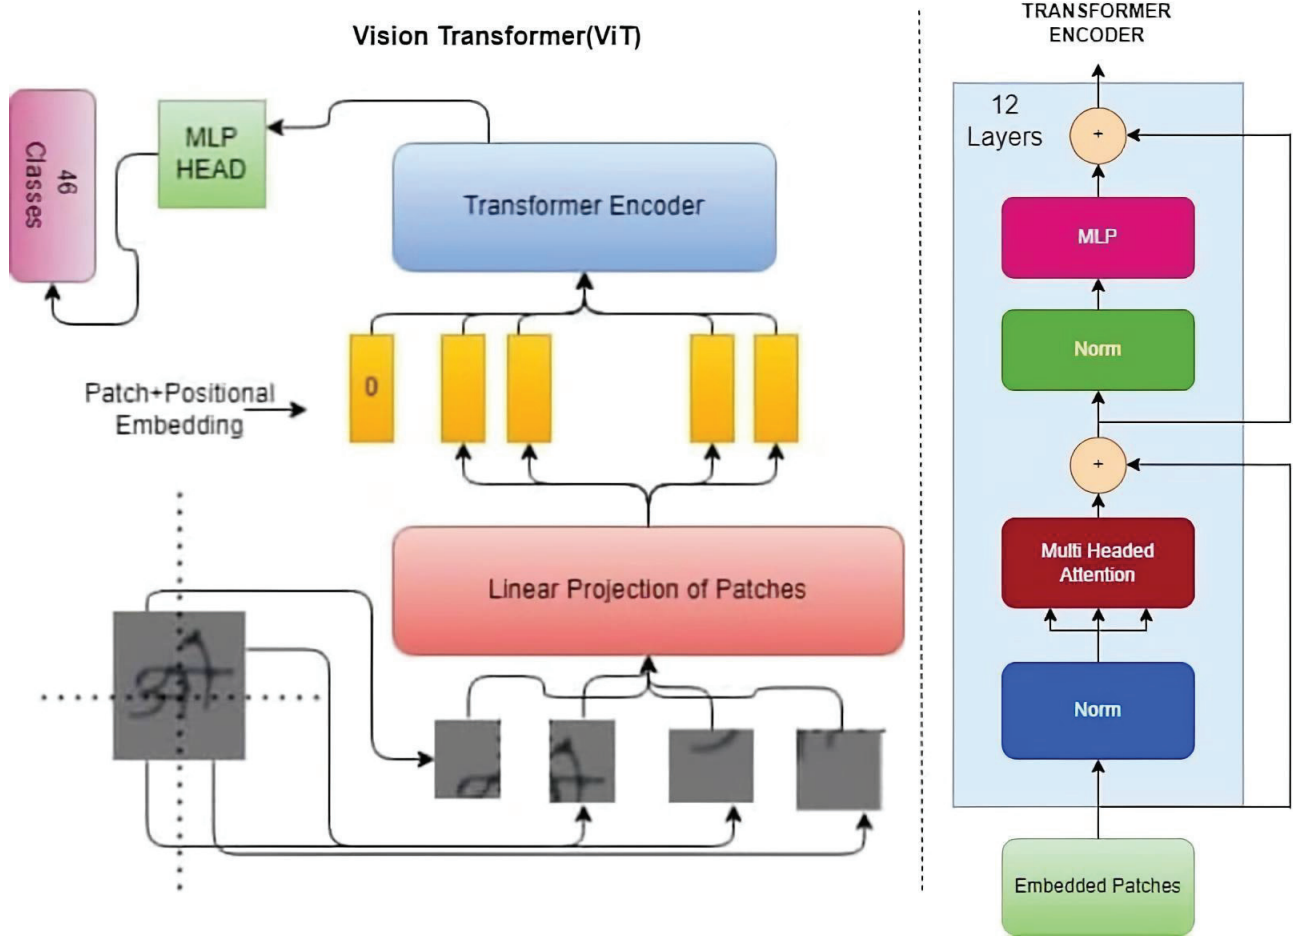 Vision Transformer(ViT)
46
Classes
MLP
HEAD
Transformer Encoder
0
Patch+Positional
Embedding
Linear Projection of Patches
TRANSFORMER
ENCODER
12
Layers
+
MLP
Norm
+
Multi Headed
Attention
Norm
Embedded Patches